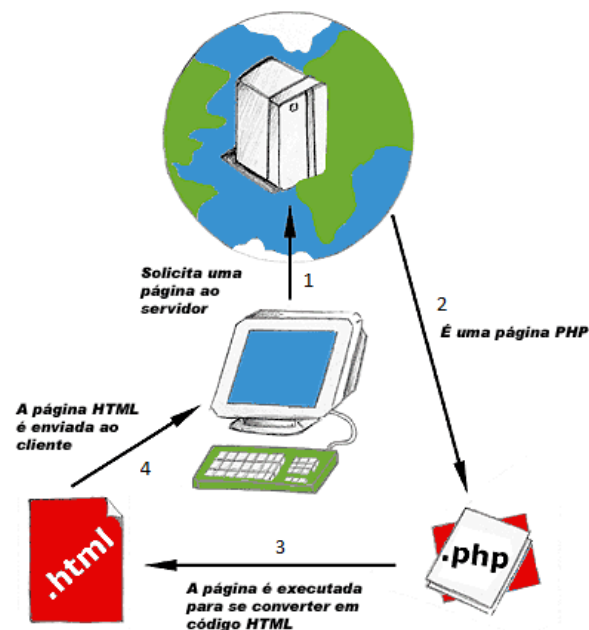 1
Solicita uma
página ao
servidor
2
É uma página PHP
A página HTML
é enviada ao
cliente
4
.html
3
.php
A página é executada
para se converter em
código HTML